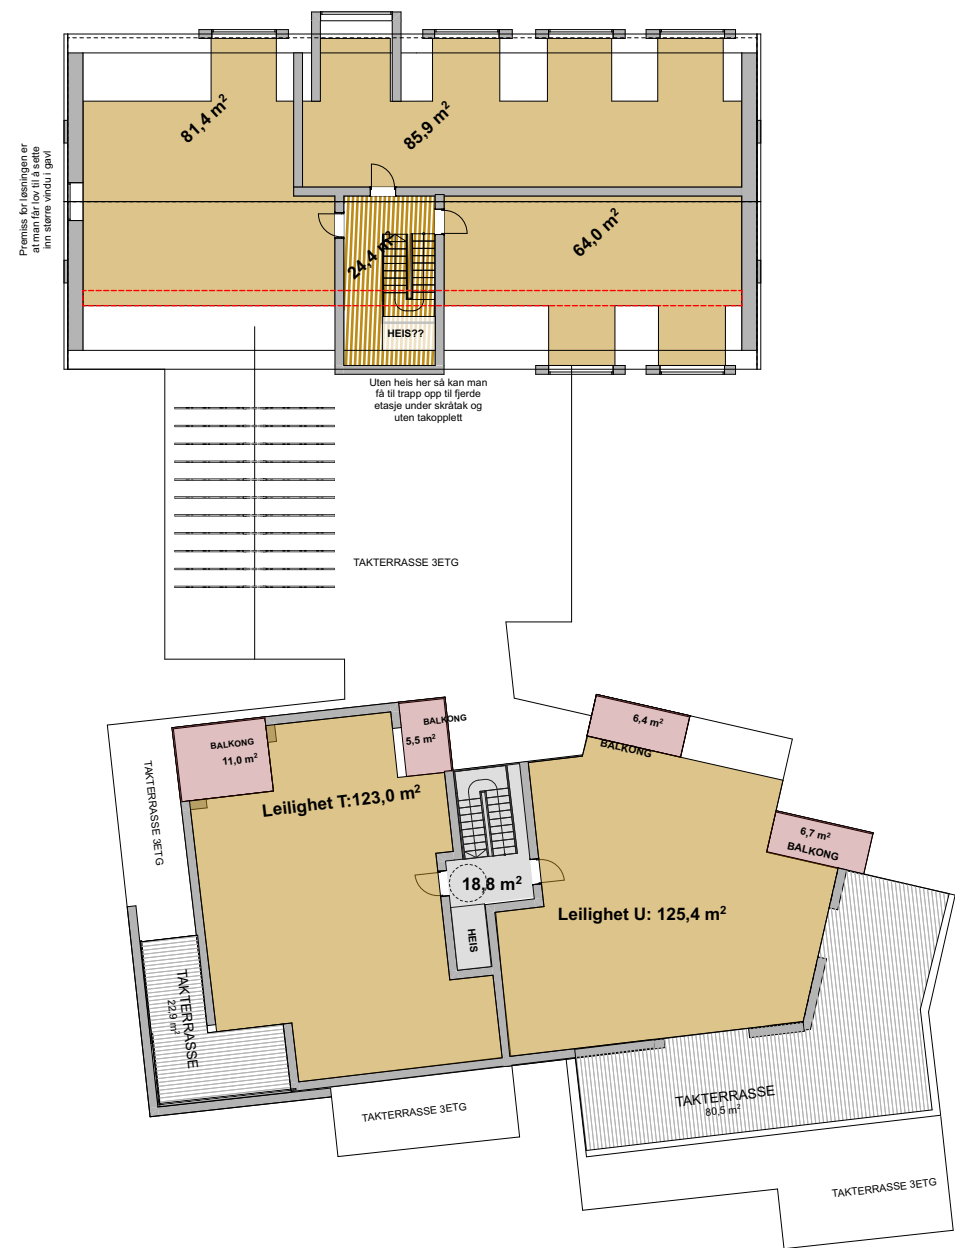 81,4 m²
85,9 m²
Premiss for løsningen er
at man får lov til å sette
inn større vindu i gavl
24,4 m²
64,0 m²
HEIS??
Uten heis her så kan man
få til trapp opp til fjerde
etasje under skråtak og
uten takopplett
TAKTERRASSE 3ETG
BALKONG
11,0 m²
BALKONG
5,5 m²
6,4 m²
BALKONG
TAKTERRASSE 3ETG
Leilighet T:123,0 m²
6,7 m²
BALKONG
18,8 m²
HEIS
Leilighet U: 125,4 m²
TAKTERRASSE
22,9 m²
TAKTERRASSE 3ETG
TAKTERRASSE
80,5 m²
TAKTERRASSE 3ETG